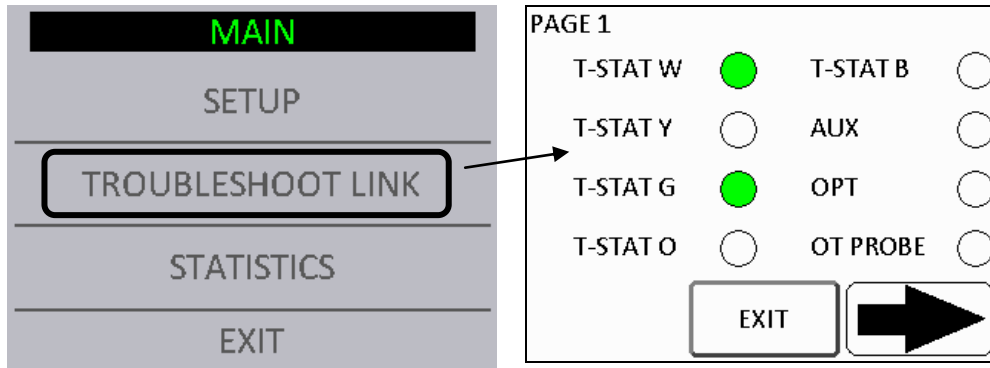 MAIN
SETUP
TROUBLESHOOT LINK
STATISTICS
EXIT
PAGE 1
T-STAT W T-STAT B
T-STAT Y AUX
T-STAT G OPT
T-STAT O OT PROBE
EXIT